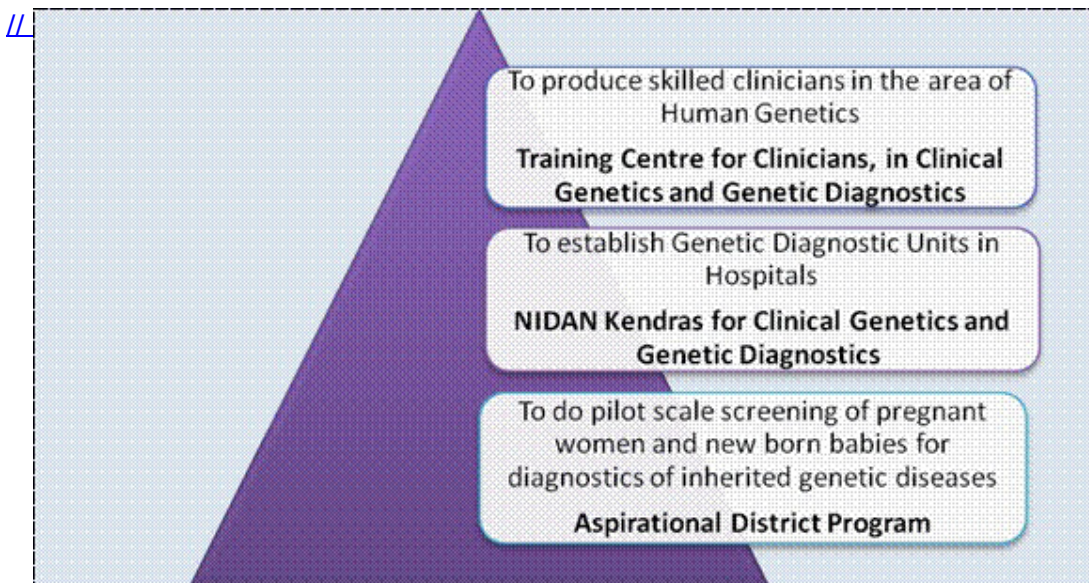 //
To produce skilled clinicians in the area of
Human Genetics
Training Centre for Clinicians, in Clinical
Genetics and Genetic Diagnostics
To establish Genetic Diagnostic Units in
Hospitals
NIDAN Kendras for Clinical Genetics and
Genetic Diagnostics
To do pilot scale screening of pregnant
women and new born babies for
diagnostics of inherited genetic diseases
Aspirational District Program